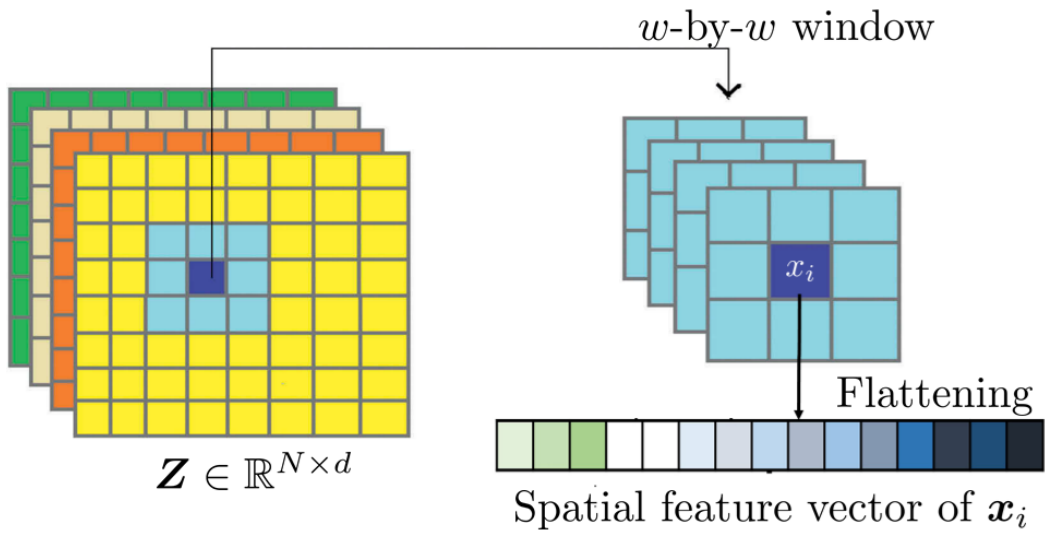 w-by-w window
x_i
Flattening
Z ∈ ℝ^{N×d}
Spatial feature vector of x_i